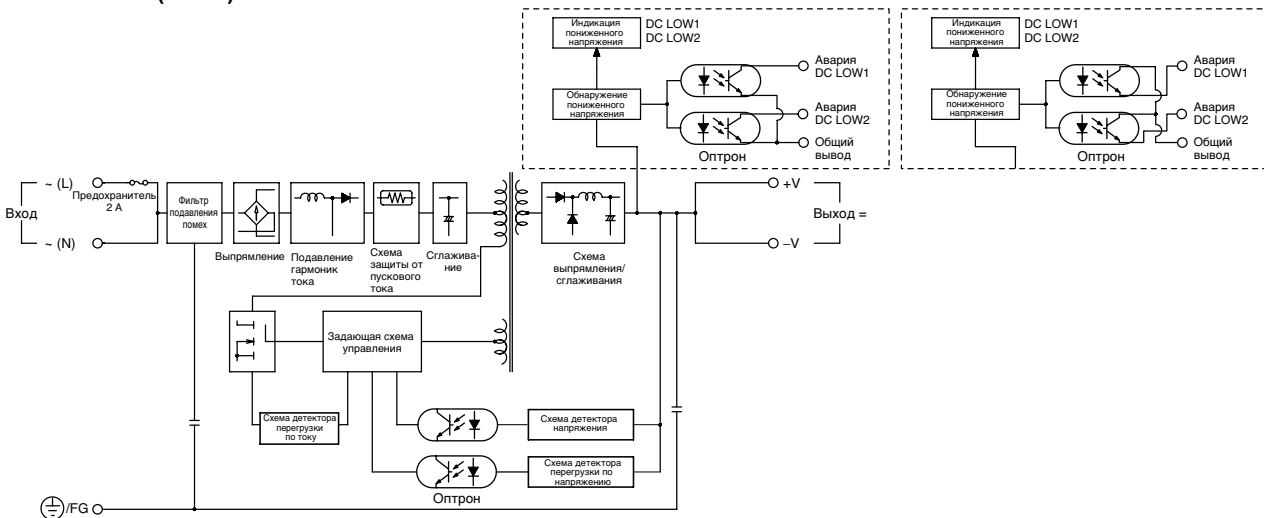 Индикация
пониженного
напряжения
DC LOW1
DC LOW2
Авария
DC LOW1
Обнаружение
пониженного
напряжения
Авария
DC LOW2
Общий
вывод
Оптрон
Индикация
пониженного
напряжения
DC LOW1
DC LOW2
Авария
DC LOW1
Обнаружение
пониженного
напряжения
Авария
DC LOW2
Общий
вывод
Оптрон
Вход
~ (L)
~ (N)
Предохранитель
2 А
Фильтр
подавления
помех
Выпрямление
Подавление
гармоник
тока
Схема
защиты от
пускового
тока
Сглажива-
ние
Схема
выпрямления/
сглаживания
+V
–V
Выход =
Задающая схема
управления
Схема детектора
перегрузки
по току
Схема детектора
напряжения
Схема детектора
перегрузки по
напряжению
Оптрон
/FG